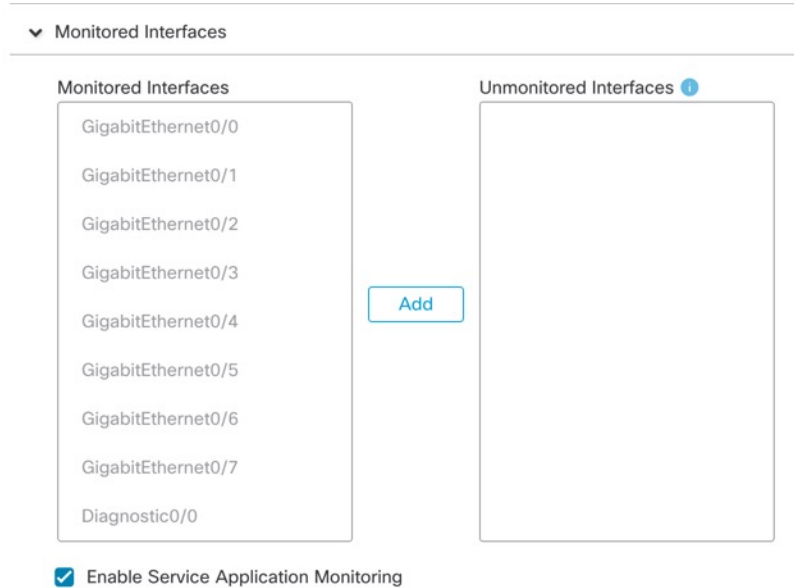 Monitored Interfaces
Monitored Interfaces
Unmonitored Interfaces
GigabitEthernet0/0
GigabitEthernet0/1
GigabitEthernet0/2
GigabitEthernet0/3
GigabitEthernet0/4
GigabitEthernet0/5
GigabitEthernet0/6
GigabitEthernet0/7
Diagnostic0/0
Add
Enable Service Application Monitoring